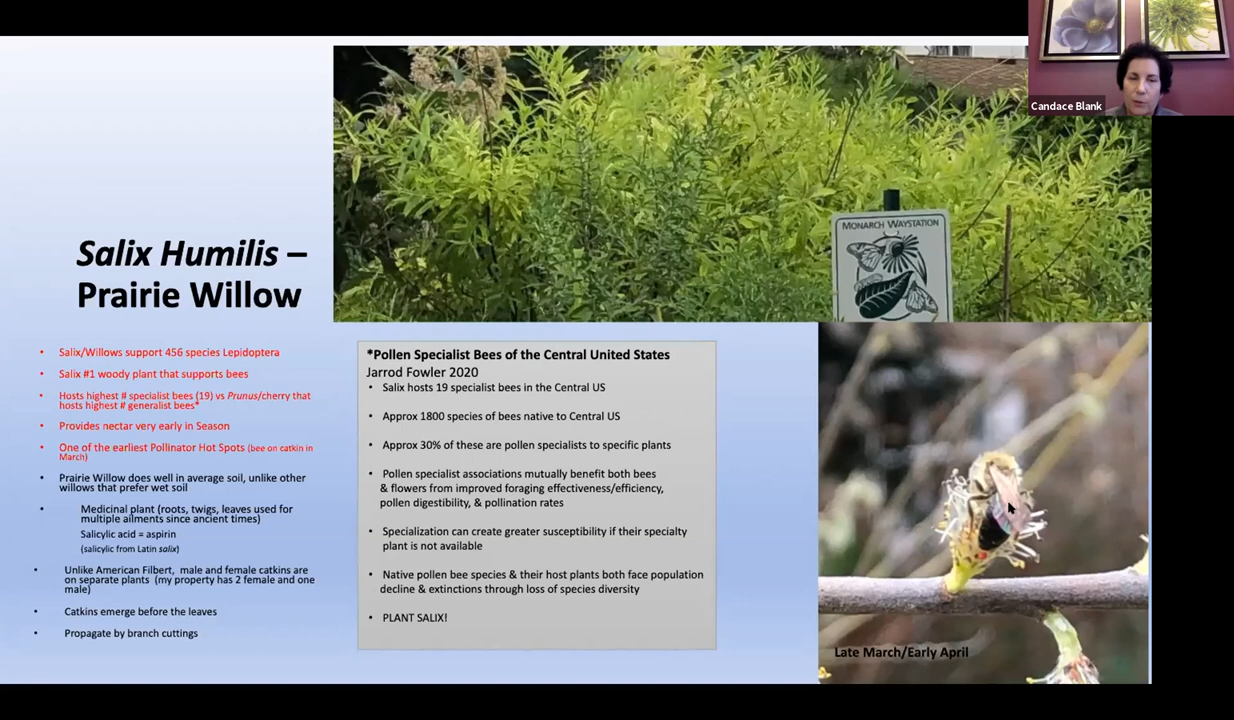 Candace Blank
MONARCH WAYSTATION
Salix Humilis –
Prairie Willow
• Salix/Willows support 456 species Lepidoptera
• Salix #1 woody plant that supports bees
• Hosts highest # specialist bees (19) vs Prunus/cherry that
hosts highest # generalist bees*
• Provides nectar very early in Season
• One of the earliest Pollinator Hot Spots (bee on catkin in
March)
• Prairie Willow does well in average soil, unlike other
willows that prefer wet soil
• Medicinal plant (roots, twigs, leaves used for
multiple ailments since ancient times)
Salicylic acid = aspirin
(salicylic from Latin salix)
• Unlike American Filbert, male and female catkins are
on separate plants (my property has 2 female and one
male)
• Catkins emerge before the leaves
• Propagate by branch cuttings
*Pollen Specialist Bees of the Central United States
Jarrod Fowler 2020
• Salix hosts 19 specialist bees in the Central US
• Approx 1800 species of bees native to Central US
• Approx 30% of these are pollen specialists to specific plants
• Pollen specialist associations mutually benefit both bees
& flowers from improved foraging effectiveness/efficiency,
pollen digestibility, & pollination rates
• Specialization can create greater susceptibility if their specialty
plant is not available
• Native pollen bee species & their host plants both face population
decline & extinctions through loss of species diversity
• PLANT SALIX!
Late March/Early April